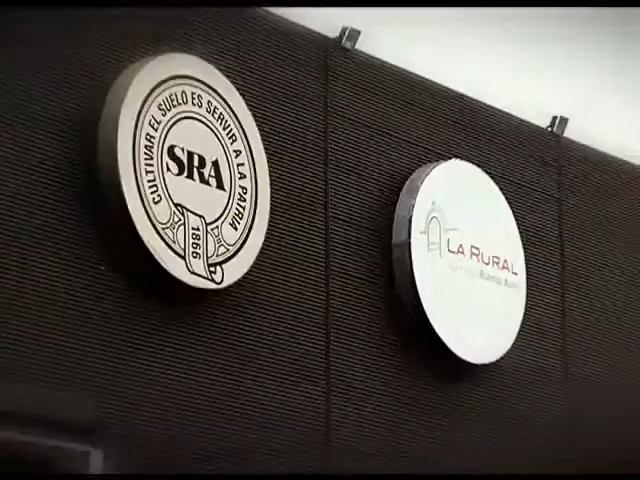 CULTIVAR EL SUELO ES SERVIR A LA PATRIA
SRA
1866
LA RURAL